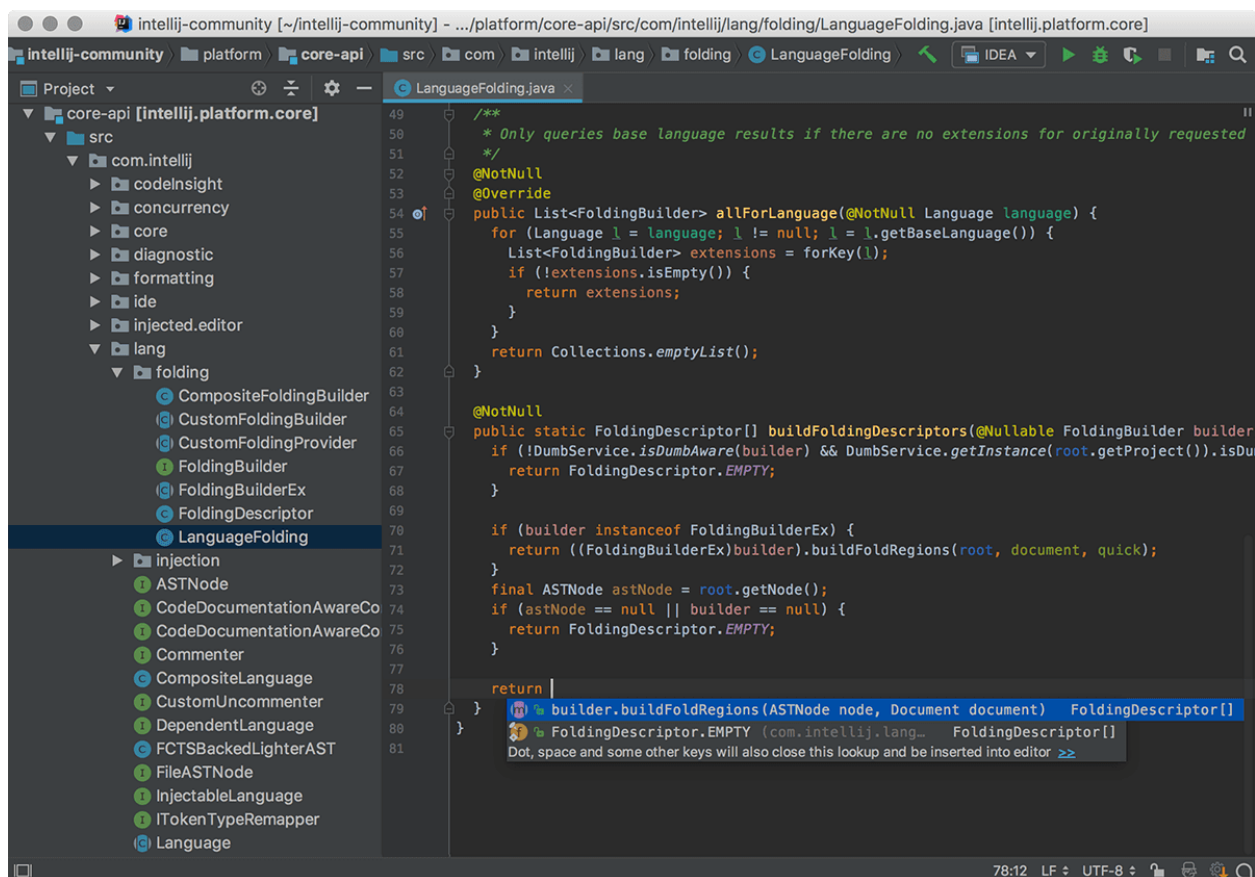 intellij-community [~/intellij-community] - .../platform/core-api/src/com/intellij/lang/folding/LanguageFolding.java [intellij.platform.core]
intellij-community platform core-api src com intellij lang folding LanguageFolding IDEA
Project
LanguageFolding.java
core-api [intellij.platform.core]
src
com.intellij
codeInsight
concurrency
core
diagnostic
formatting
ide
injected.editor
lang
folding
CompositeFoldingBuilder
CustomFoldingBuilder
CustomFoldingProvider
FoldingBuilder
FoldingBuilderEx
FoldingDescriptor
LanguageFolding
injection
ASTNode
CodeDocumentationAwareCo
CodeDocumentationAwareCo
Commenter
CompositeLanguage
CustomUncommenter
DependentLanguage
FCTSBackedLighterAST
FileASTNode
InjectableLanguage
ITokenTypeRemapper
Language
49 /**
50 * Only queries base language results if there are no extensions for originally requested
51 */
52 @NotNull
53 @Override
54 public List<FoldingBuilder> allForLanguage(@NotNull Language language) {
55 for (Language l = language; l != null; l = l.getBaseLanguage()) {
56 List<FoldingBuilder> extensions = forKey(l);
57 if (!extensions.isEmpty()) {
58 return extensions;
59 }
60 }
61 return Collections.emptyList();
62 }
63
64 @NotNull
65 public static FoldingDescriptor[] buildFoldingDescriptors(@Nullable FoldingBuilder builder
66 if (!DumbService.isDumbAware(builder) && DumbService.getInstance(root.getProject()).isDu
67 return FoldingDescriptor.EMPTY;
68 }
69
70 if (builder instanceof FoldingBuilderEx) {
71 return ((FoldingBuilderEx)builder).buildFoldRegions(root, document, quick);
72 }
73 final ASTNode astNode = root.getNode();
74 if (astNode == null || builder == null) {
75 return FoldingDescriptor.EMPTY;
76 }
77
78 return
79 }
80 }
81
builder.buildFoldRegions(ASTNode node, Document document) FoldingDescriptor[]
FoldingDescriptor.EMPTY (com.intellij.lang… FoldingDescriptor[]
Dot, space and some other keys will also close this lookup and be inserted into editor >>
78:12 LF UTF-8